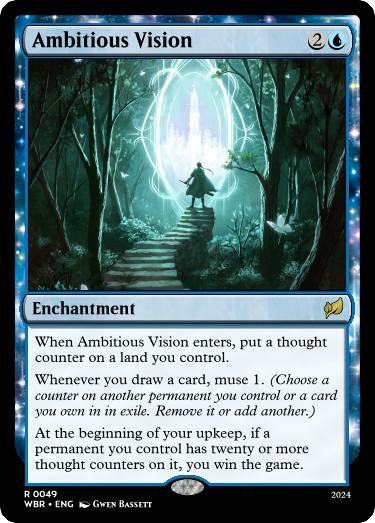 Ambitious Vision 2
Enchantment
When Ambitious Vision enters, put a thought
counter on a land you control.
Whenever you draw a card, muse 1. (Choose a
counter on another permanent you control or a card
you own in in exile. Remove it or add another.)
At the beginning of your upkeep, if a
permanent you control has twenty or more
thought counters on it, you win the game.
R 0049 2024
WBR • ENG Gwen Bassett